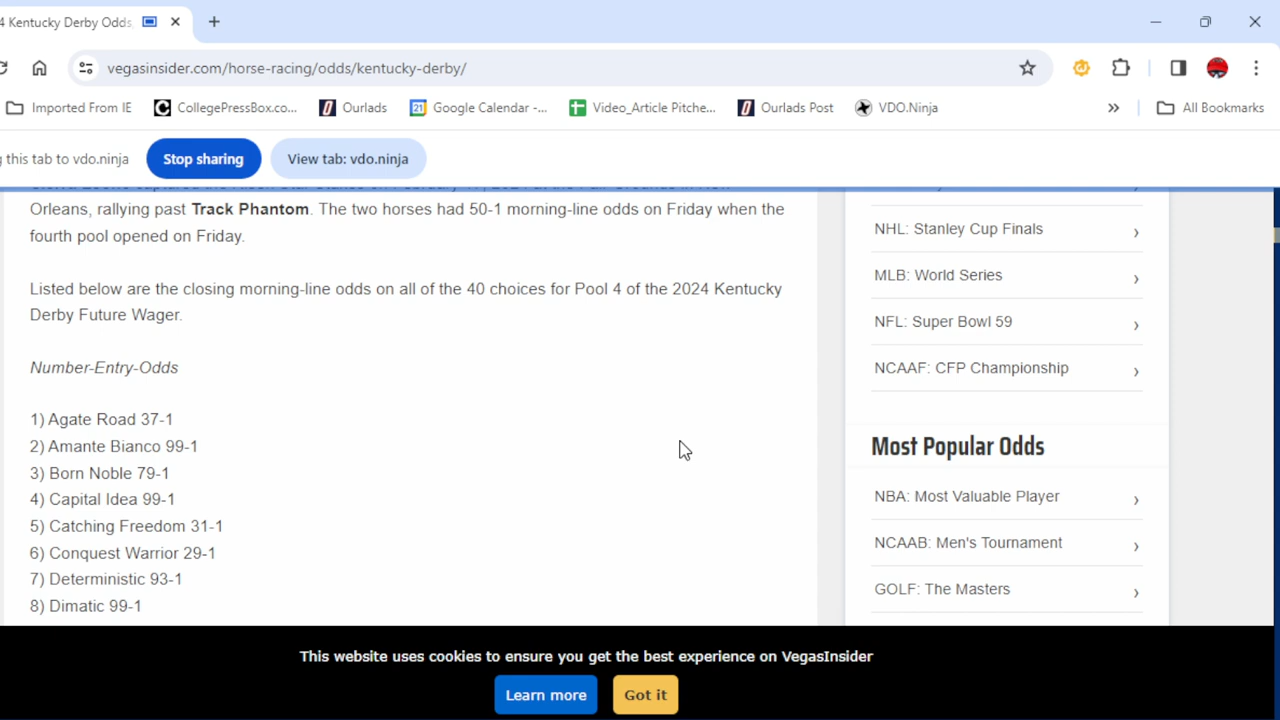 4 Kentucky Derby Odds
vegasinsider.com/horse-racing/odds/kentucky-derby/
Imported From IE
CollegePressBox.co...
Ourlads
Google Calendar -...
Video_Article Pitche...
Ourlads Post
VDO.Ninja
»
All Bookmarks
this tab to vdo.ninja
Stop sharing
View tab: vdo.ninja
Orleans, rallying past Track Phantom. The two horses had 50-1 morning-line odds on Friday when the
fourth pool opened on Friday.
Listed below are the closing morning-line odds on all of the 40 choices for Pool 4 of the 2024 Kentucky
Derby Future Wager.
Number-Entry-Odds
1) Agate Road 37-1
2) Amante Bianco 99-1
3) Born Noble 79-1
4) Capital Idea 99-1
5) Catching Freedom 31-1
6) Conquest Warrior 29-1
7) Deterministic 93-1
8) Dimatic 99-1
NHL: Stanley Cup Finals
MLB: World Series
NFL: Super Bowl 59
NCAAF: CFP Championship
Most Popular Odds
NBA: Most Valuable Player
NCAAB: Men's Tournament
GOLF: The Masters
This website uses cookies to ensure you get the best experience on VegasInsider
Learn more
Got it